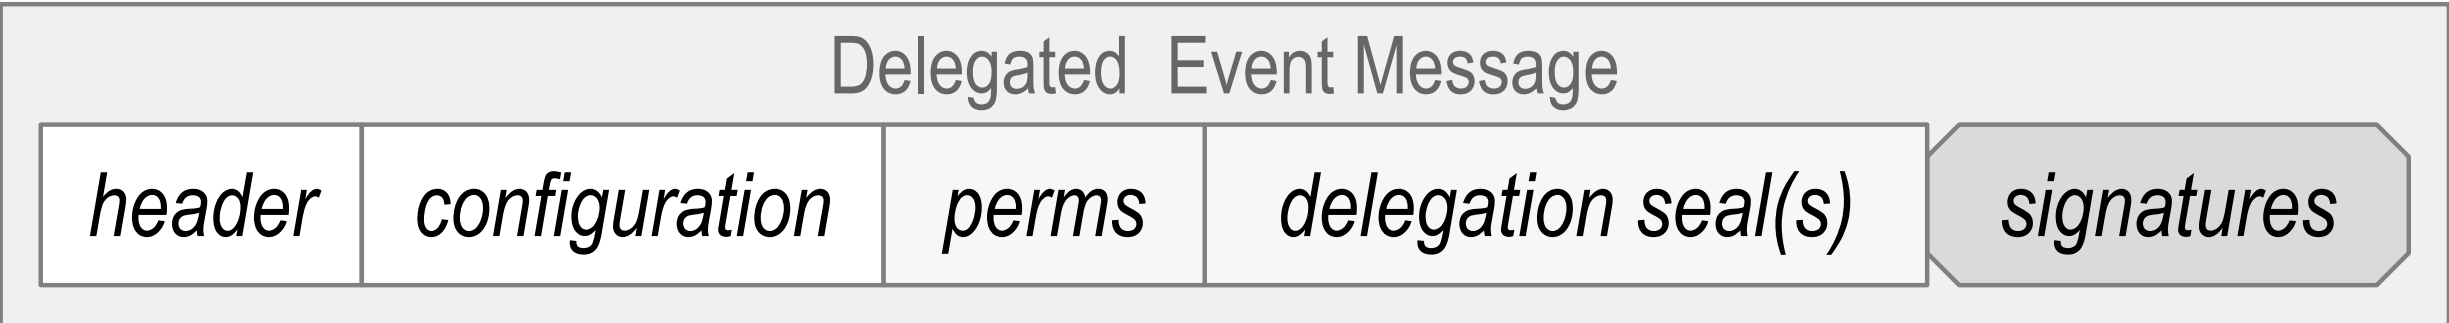 Delegated Event Message
header configuration perms delegation seal(s) signatures